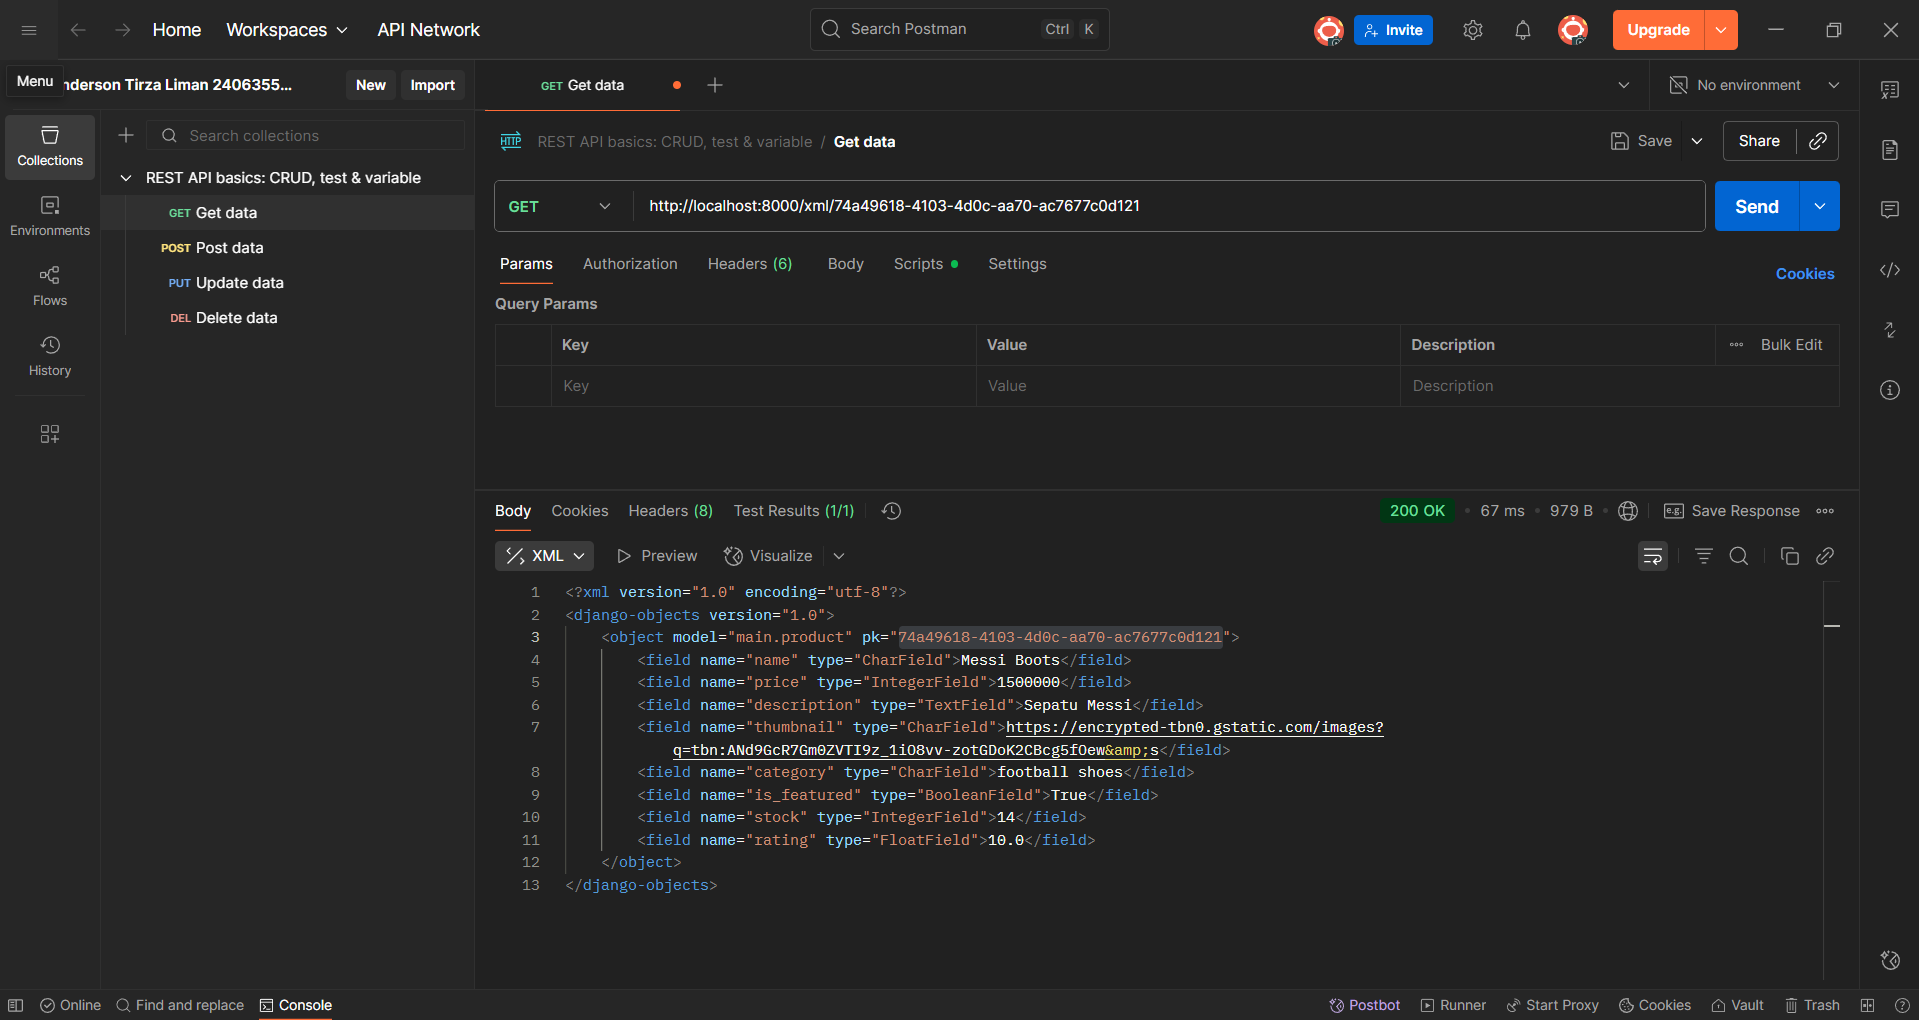 Home Workspaces API Network Search Postman Ctrl K Invite Upgrade
Menu nderson Tirza Liman 2406355... New Import GET Get data No environment
Search collections
REST API basics: CRUD, test & variable / Get data Save Share
Collections
REST API basics: CRUD, test & variable
GET Get data
POST Post data
PUT Update data
DEL Delete data
Environments
Flows
History
GET http://localhost:8000/xml/74a49618-4103-4d0c-aa70-ac7677c0d121 Send
Params Authorization Headers (6) Body Scripts Settings Cookies
Query Params
Key Value Description Bulk Edit
Key Value Description
Body Cookies Headers (8) Test Results (1/1) 200 OK 67 ms 979 B e.g. Save Response
XML Preview Visualize
1 <?xml version="1.0" encoding="utf-8"?>
2 <django-objects version="1.0">
3 <object model="main.product" pk="74a49618-4103-4d0c-aa70-ac7677c0d121">
4 <field name="name" type="CharField">Messi Boots</field>
5 <field name="price" type="IntegerField">1500000</field>
6 <field name="description" type="TextField">Sepatu Messi</field>
7 <field name="thumbnail" type="CharField">https://encrypted-tbn0.gstatic.com/images?
q=tbn:ANd9GcR7Gm0ZVTI9z_1iO8vv-zotGDoK2CBcg5fOew&amp;s</field>
8 <field name="category" type="CharField">football shoes</field>
9 <field name="is_featured" type="BooleanField">True</field>
10 <field name="stock" type="IntegerField">14</field>
11 <field name="rating" type="FloatField">10.0</field>
12 </object>
13 </django-objects>
Online Find and replace Console Postbot Runner Start Proxy Cookies Vault Trash